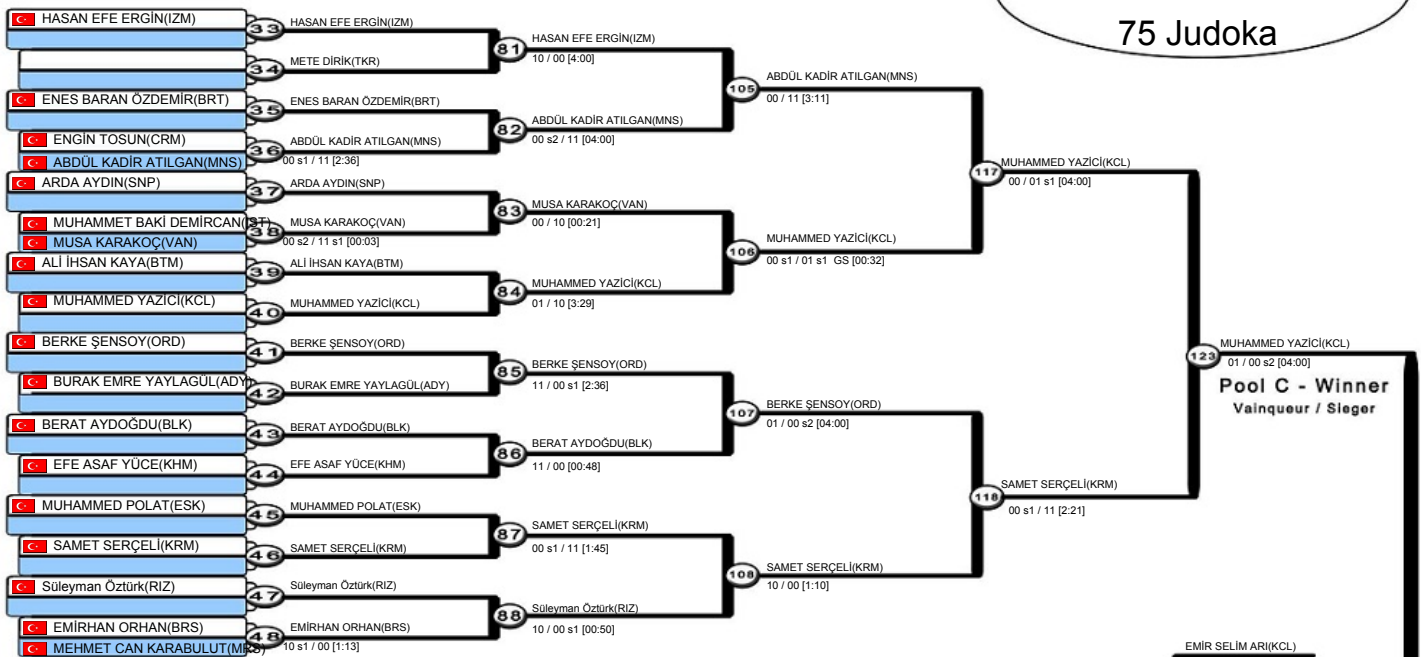 75 Judoka
HASAN EFE ERGİN(IZM)
ENES BARAN ÖZDEMİR(BRT)
ENGİN TOSUN(CRM)
ABDÜL KADİR ATILGAN(MNS)
ARDA AYDIN(SNP)
MUHAMMET BAKİ DEMİRCAN(IST)
MUSA KARAKOÇ(VAN)
ALİ İHSAN KAYA(BTM)
MUHAMMED YAZİCİ(KCL)
BERKE ŞENSOY(ORD)
BURAK EMRE YAYLAGÜL(ADY)
BERAT AYDOĞDU(BLK)
EFE ASAF YÜCE(KHM)
MUHAMMED POLAT(ESK)
SAMET SERÇELİ(KRM)
Süleyman Öztürk(RIZ)
EMİRHAN ORHAN(BRS)
MEHMET CAN KARABULUT(MRS)
33
HASAN EFE ERGİN(IZM)
34
METE DİRİK(TKR)
35
ENES BARAN ÖZDEMİR(BRT)
36
ABDÜL KADİR ATILGAN(MNS)
00 s1 / 11 [2:36]
37
ARDA AYDIN(SNP)
38
MUSA KARAKOÇ(VAN)
00 s2 / 11 s1 [00:03]
39
ALİ İHSAN KAYA(BTM)
40
MUHAMMED YAZİCİ(KCL)
41
BERKE ŞENSOY(ORD)
42
BURAK EMRE YAYLAGÜL(ADY)
43
BERAT AYDOĞDU(BLK)
44
EFE ASAF YÜCE(KHM)
45
MUHAMMED POLAT(ESK)
46
SAMET SERÇELİ(KRM)
47
Süleyman Öztürk(RIZ)
48
EMİRHAN ORHAN(BRS)
10 s1 / 00 [1:13]
81
HASAN EFE ERGİN(IZM)
10 / 00 [4:00]
82
ABDÜL KADİR ATILGAN(MNS)
00 s2 / 11 [04:00]
83
MUSA KARAKOÇ(VAN)
00 / 10 [00:21]
84
MUHAMMED YAZİCİ(KCL)
01 / 10 [3:29]
85
BERKE ŞENSOY(ORD)
11 / 00 s1 [2:36]
86
BERAT AYDOĞDU(BLK)
11 / 00 [00:48]
87
SAMET SERÇELİ(KRM)
00 s1 / 11 [1:45]
88
Süleyman Öztürk(RIZ)
10 / 00 s1 [00:50]
105
ABDÜL KADİR ATILGAN(MNS)
00 / 11 [3:11]
106
MUHAMMED YAZİCİ(KCL)
00 s1 / 01 s1 GS [00:32]
107
BERKE ŞENSOY(ORD)
01 / 00 s2 [04:00]
108
SAMET SERÇELİ(KRM)
10 / 00 [1:10]
117
MUHAMMED YAZİCİ(KCL)
00 / 01 s1 [04:00]
118
SAMET SERÇELİ(KRM)
00 s1 / 11 [2:21]
123
MUHAMMED YAZİCİ(KCL)
01 / 00 s2 [04:00]
Pool C - Winner
Vainqueur / Sieger
EMİR SELİM ARI(KCL)